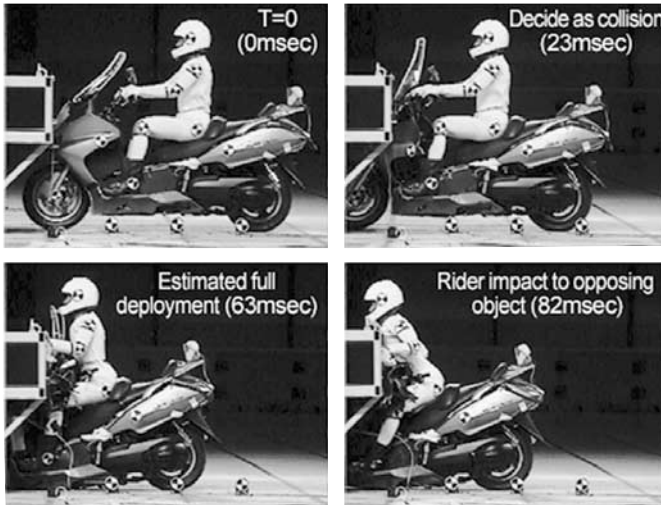 T=0
(0msec)
Decide as collision
(23msec)
Estimated full
deployment (63msec)
Rider impact to opposing
object (82msec)